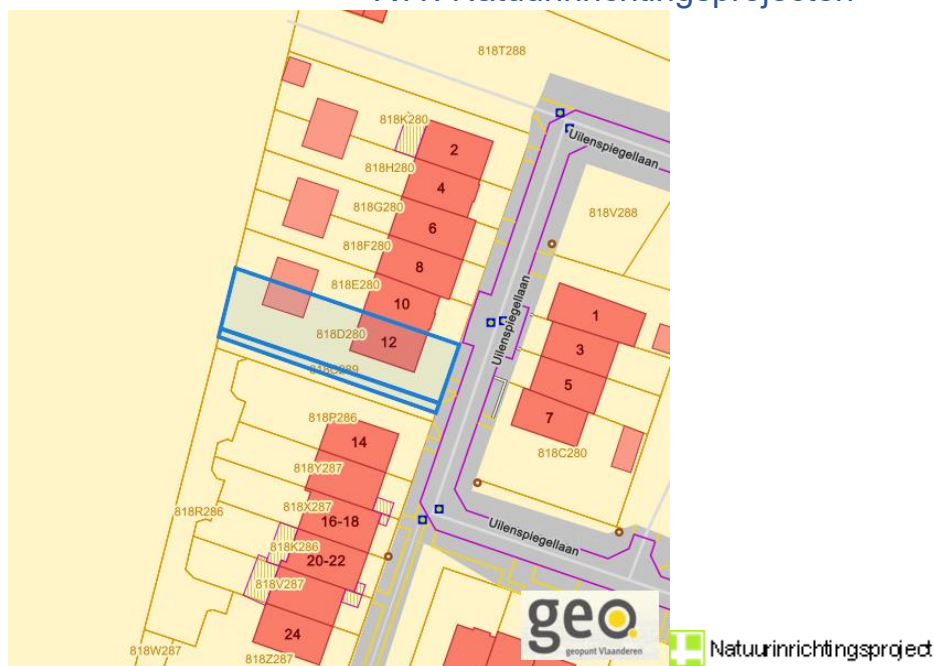 818T288
818K280
2
Uilenspiegellaan
818H280
4
818G280
6
818V288
818F280
8
818E280
10
Uilenspiegellaan
1
818D280
12
3
5
7
818P286
14
818C280
818Y287
818X287
818R286
16-18
Uilenspiegellaan
818K286
20-22
818V287
24
818W287
818Z287
geo
geopunt Vlaanderen
Natuurinrichtingsproject